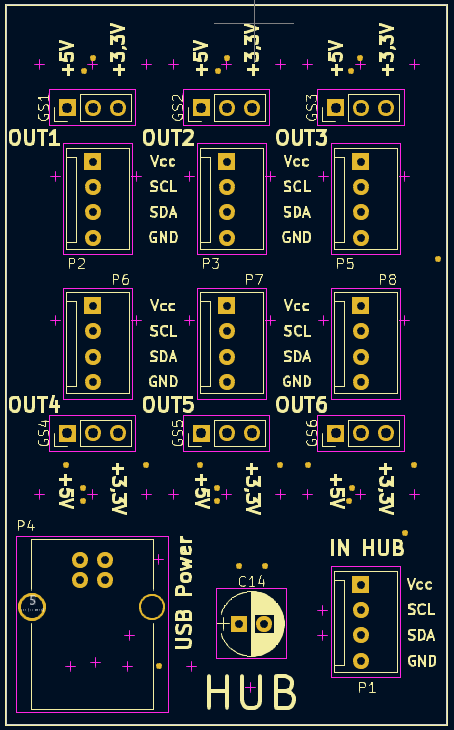 +5V +3,3V +5V +3,3V +5V +3,3V
GS1 GS2 GS3
OUT1 OUT2 OUT3
Vcc Vcc
SCL SCL
SDA SDA
GND GND
P2 P3 P5
P6 P7 P8
Vcc Vcc
SCL SCL
SDA SDA
GND GND
OUT4 OUT5 OUT6
GS4 GS5 GS6
+5V +3,3V +5V +3,3V +5V +3,3V
P4
USB Power
5
C14
IN HUB
Vcc
SCL
SDA
GND
P1
HUB